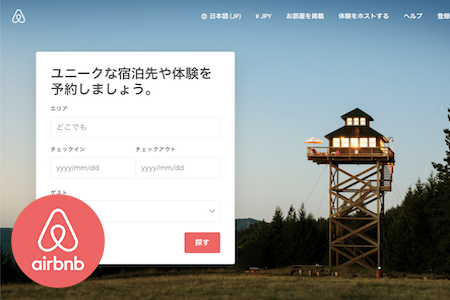 日本語 (JP) ¥ JPY お部屋を掲載 体験をホストする ヘルプ 登録
ユニークな宿泊先や体験を
予約しましょう。
エリア
どこでも
チェックイン チェックアウト
yyyy/mm/dd yyyy/mm/dd
ゲスト
探す
airbnb